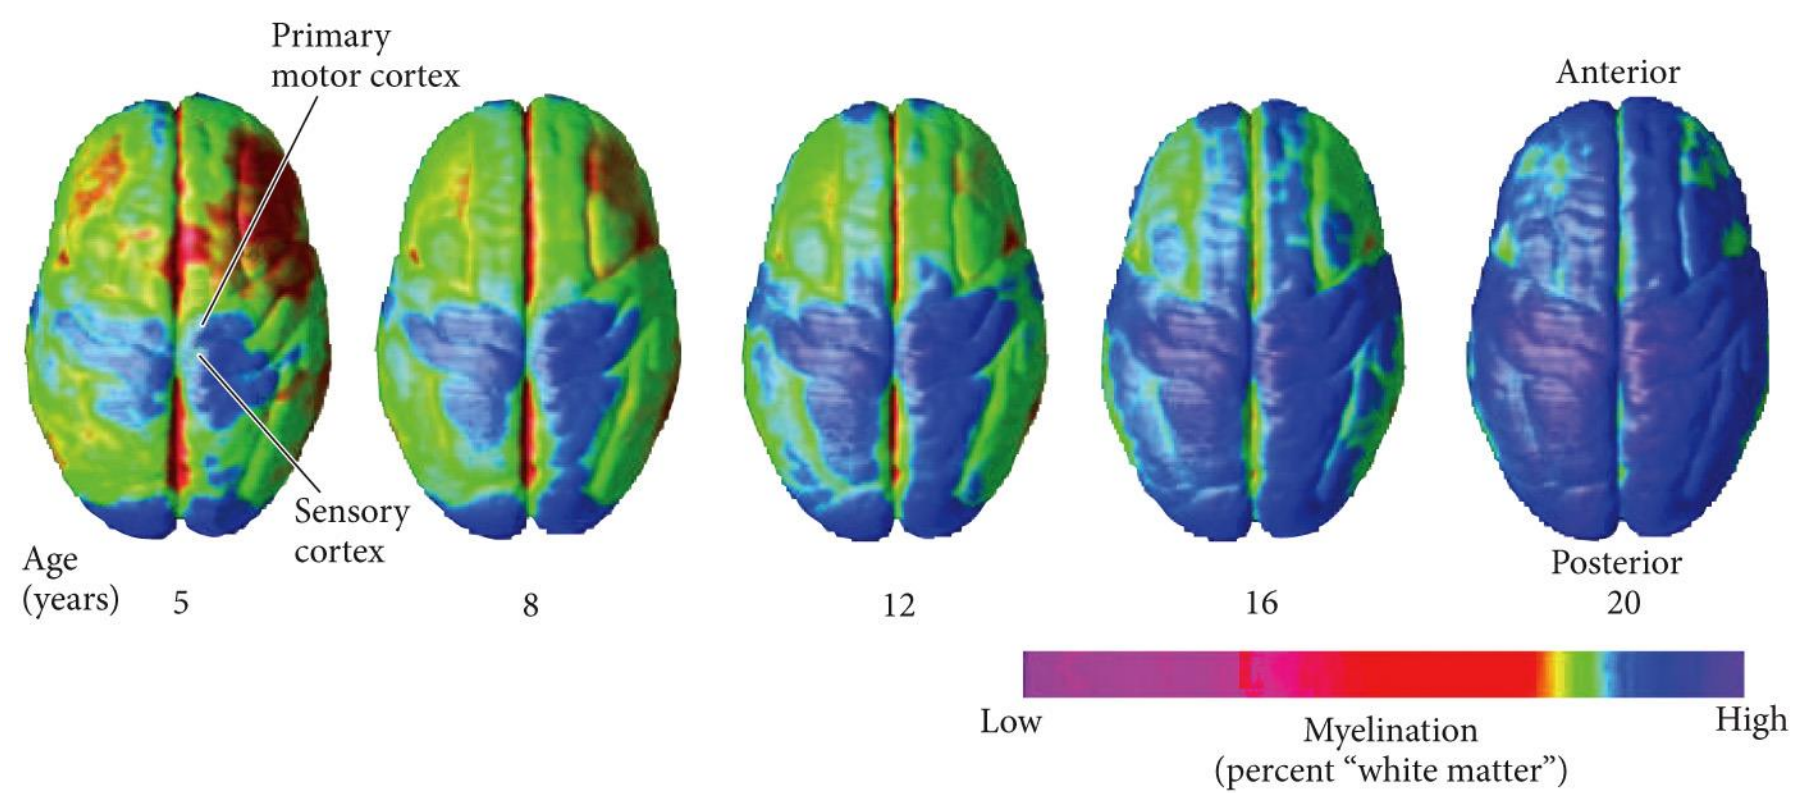 Primary
motor cortex
Anterior
Sensory
cortex
Posterior
Age
(years) 5 8 12 16 20
Low High
Myelination
(percent “white matter”)